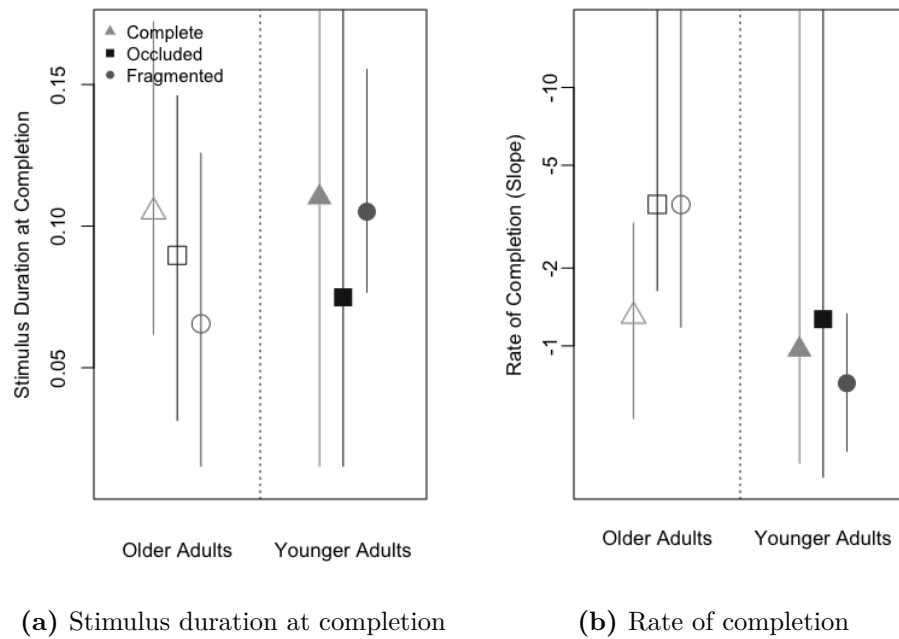 Complete
Occluded
Fragmented
Stimulus Duration at Completion
0.15
0.10
0.05
Older Adults
Younger Adults
Rate of Completion (Slope)
-10
-5
-2
-1
Older Adults
Younger Adults
(a) Stimulus duration at completion
(b) Rate of completion